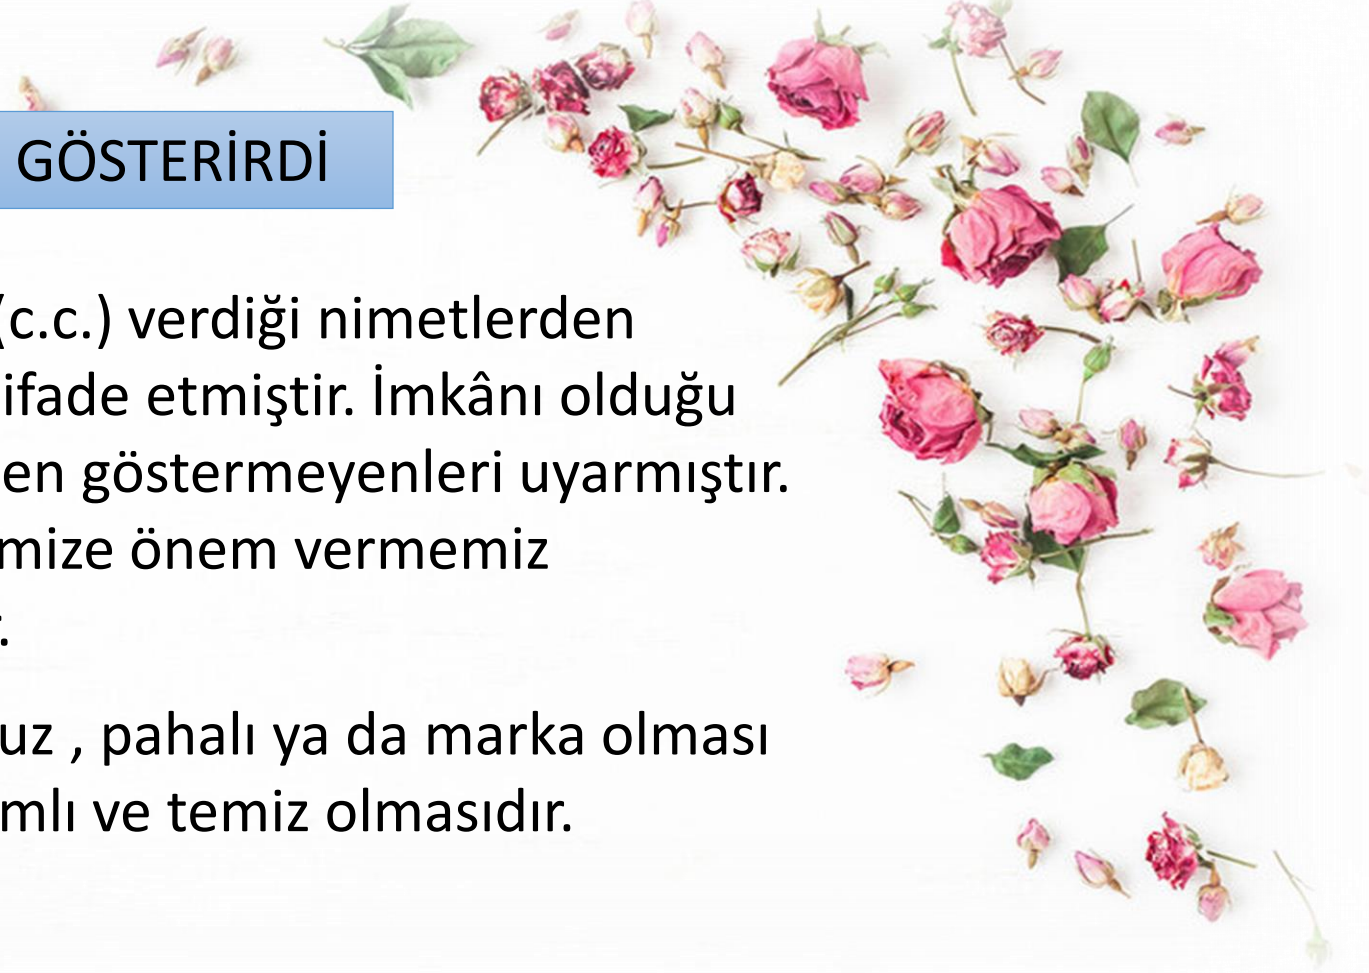 GÖSTERİRDİ
(c.c.) verdiği nimetlerden
ifade etmiştir. İmkânı olduğu
en göstermeyenleri uyarmıştır.
mize önem vermemiz
.
uz , pahalı ya da marka olması
mlı ve temiz olmasıdır.